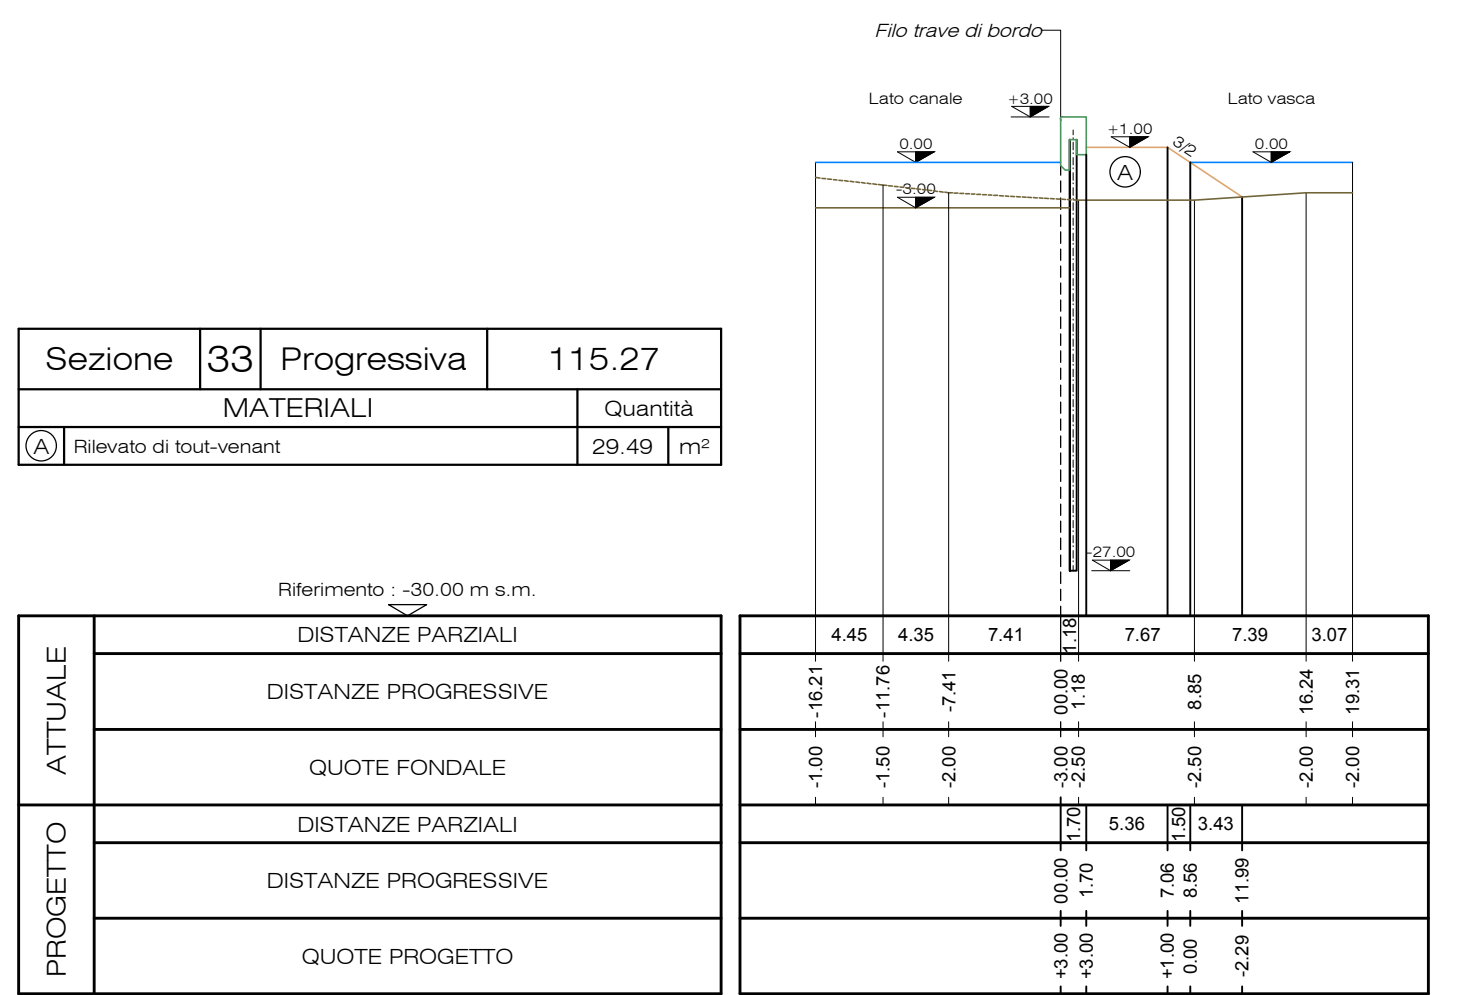 Filo trave di bordo
Lato canale
+3.00
Lato vasca
0.00
+1.00
3/2
0.00
A
-3.00
-27.00
Sezione 33 Progressiva 115.27
MATERIALI Quantità
A Rilevato di tout-venant 29.49 m²
Riferimento : -30.00 m s.m.
ATTUALE
DISTANZE PARZIALI 4.45 4.35 7.41 1.18 7.67 7.39 3.07
DISTANZE PROGRESSIVE -16.21 -11.76 -7.41 00.00 1.18 8.85 16.24 19.31
QUOTE FONDALE -1.00 -1.50 -2.00 -3.00 -2.50 -2.50 -2.00 -2.00
PROGETTO
DISTANZE PARZIALI 1.70 5.36 1.50 3.43
DISTANZE PROGRESSIVE 00.00 1.70 7.06 8.56 11.99
QUOTE PROGETTO +3.00 +3.00 +1.00 0.00 -2.29